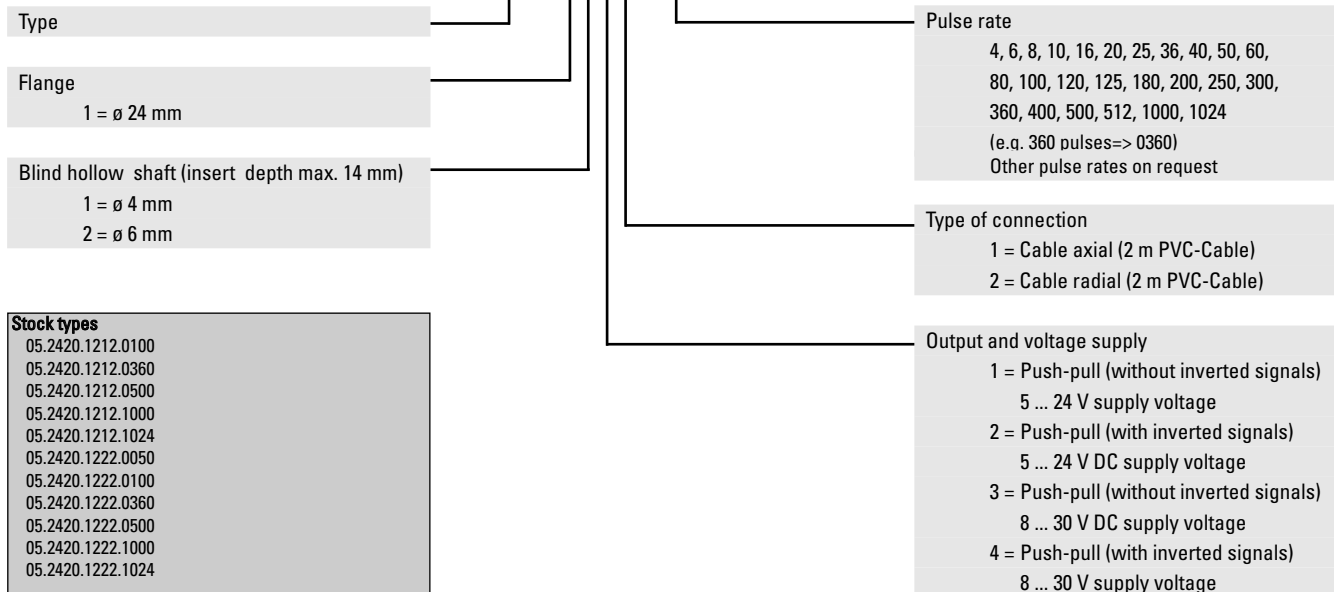 Type
Flange
1 = ø 24 mm
Blind hollow shaft (insert depth max. 14 mm)
1 = ø 4 mm
2 = ø 6 mm
Stock types
05.2420.1212.0100
05.2420.1212.0360
05.2420.1212.0500
05.2420.1212.1000
05.2420.1212.1024
05.2420.1222.0050
05.2420.1222.0100
05.2420.1222.0360
05.2420.1222.0500
05.2420.1222.1000
05.2420.1222.1024
Pulse rate
4, 6, 8, 10, 16, 20, 25, 36, 40, 50, 60,
80, 100, 120, 125, 180, 200, 250, 300,
360, 400, 500, 512, 1000, 1024
(e.g. 360 pulses=> 0360)
Other pulse rates on request
Type of connection
1 = Cable axial (2 m PVC-Cable)
2 = Cable radial (2 m PVC-Cable)
Output and voltage supply
1 = Push-pull (without inverted signals)
5 ... 24 V supply voltage
2 = Push-pull (with inverted signals)
5 ... 24 V DC supply voltage
3 = Push-pull (without inverted signals)
8 ... 30 V DC supply voltage
4 = Push-pull (with inverted signals)
8 ... 30 V supply voltage